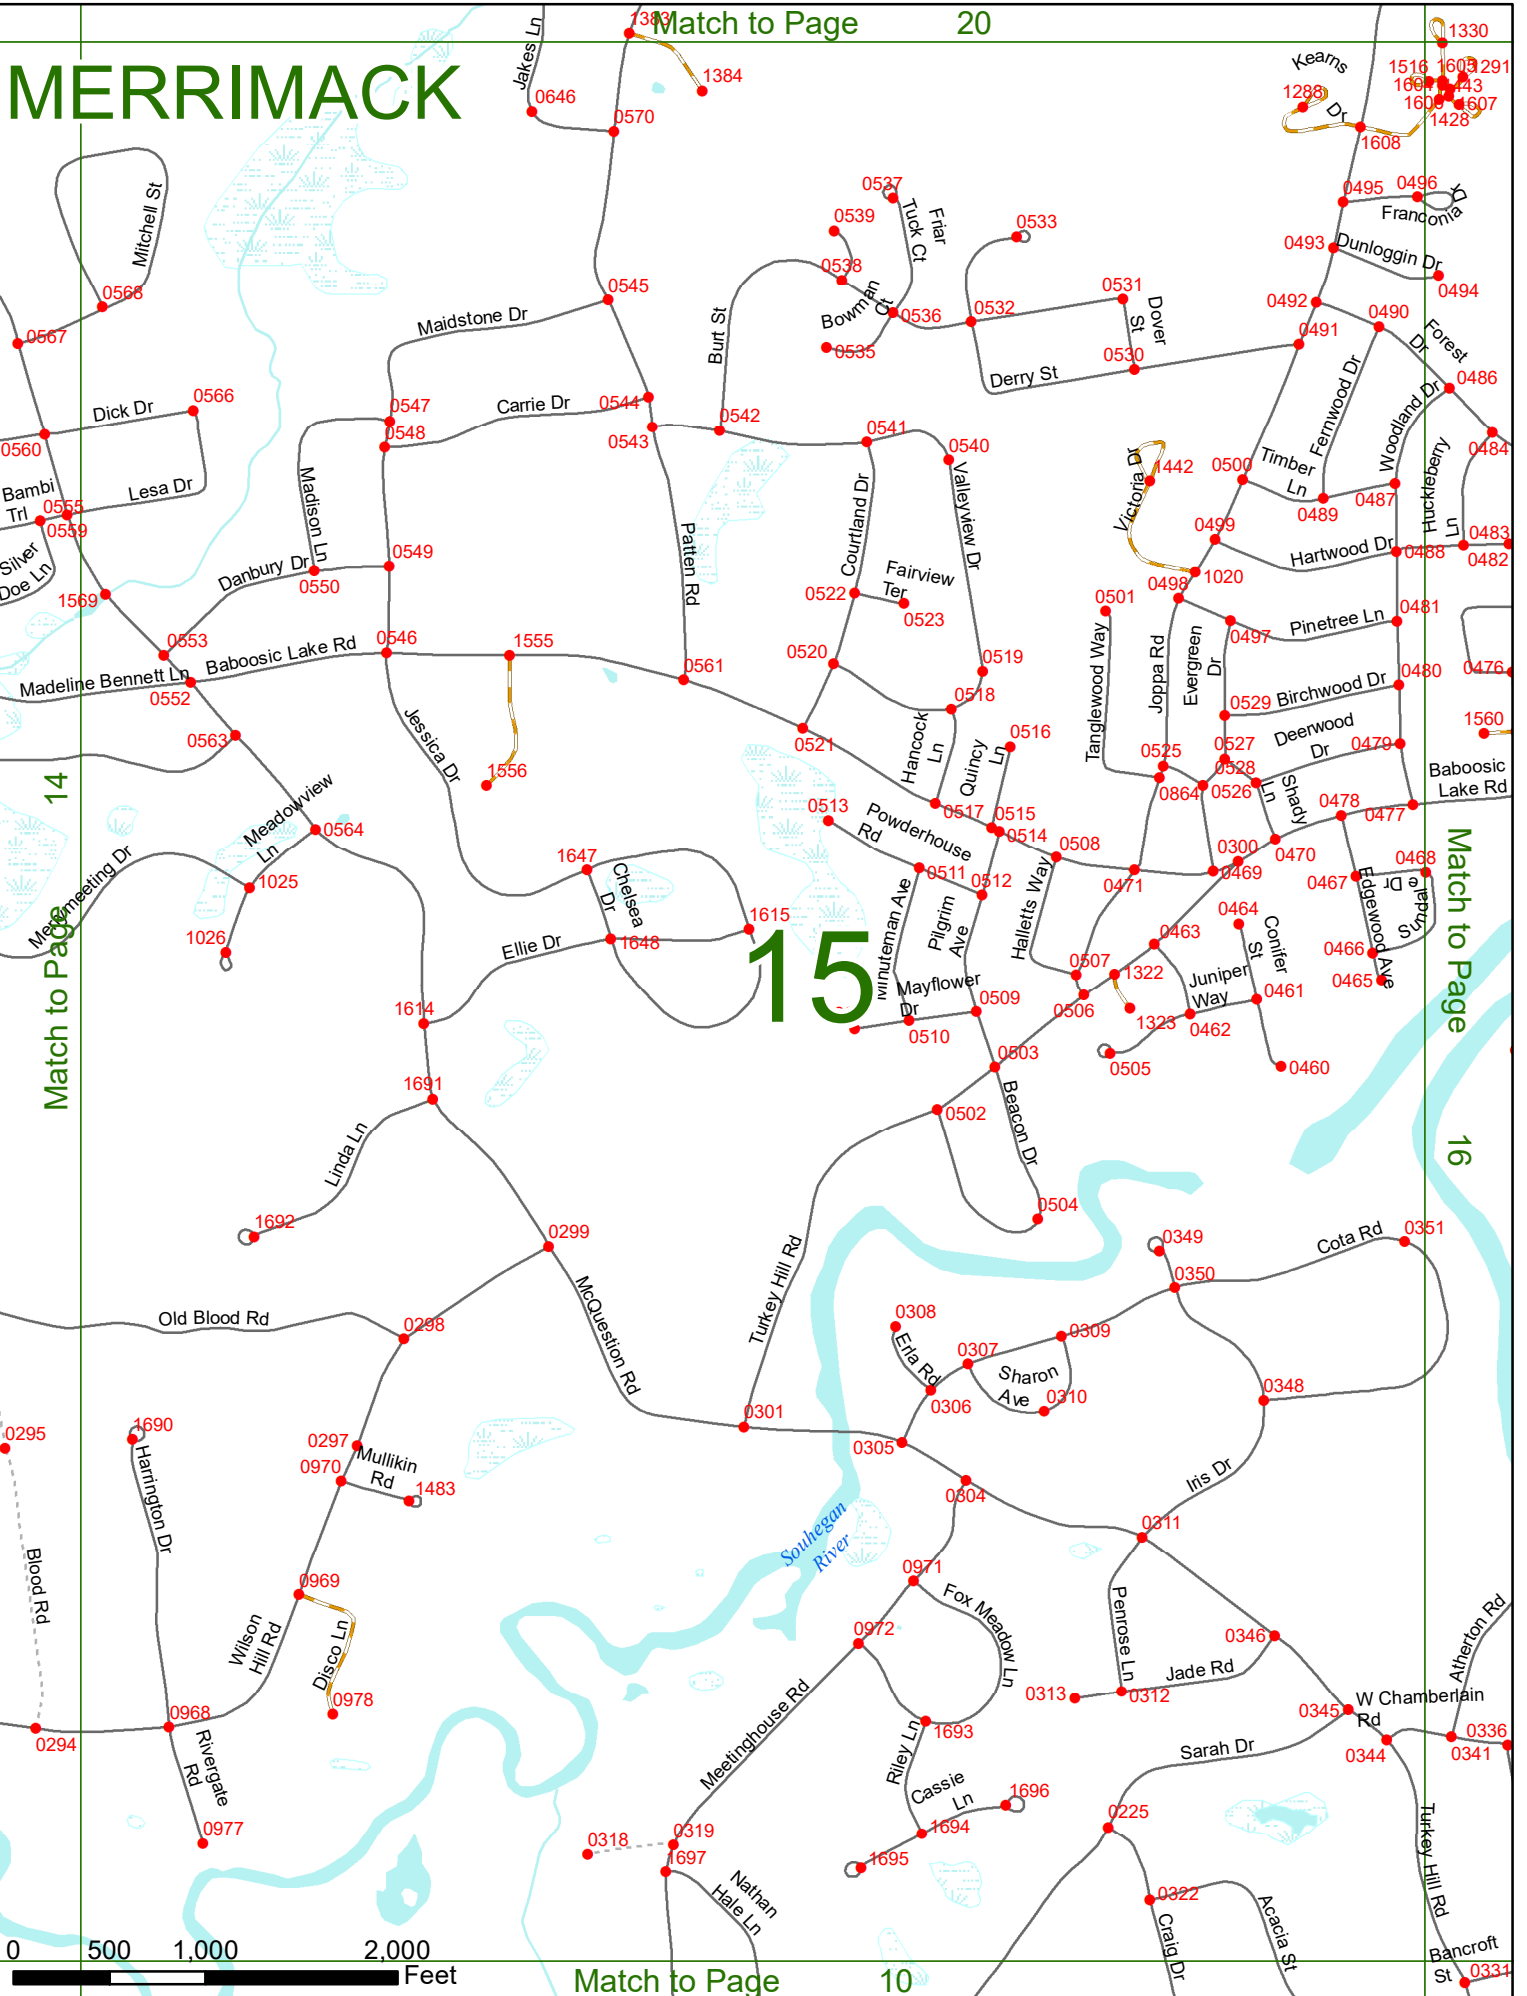 Match to Page 20
MERRIMACK
Jakes Ln
1383
1384
0646
0570
Kearns
Dr
1288
1608
1330
1516
1291
1607
1428
0495
0496
Franconia
Dr
0493
Dunloggin Dr
0494
Mitchell St
0568
0567
0537
0539
Tuck Ct
Friar
0533
0538
Bowman
Ct
0536
0535
0532
0531
Dover
St
0530
Derry St
0492
0490
0491
Forest
Dr
0486
0545
Maidstone Dr
Burt St
Fernwood Dr
Woodland Dr
0547
0548
Carrie Dr
0544
0543
0542
0541
0540
0484
Dick Dr
0566
0560
Bambi
Trl
0555
0559
Lesa Dr
Silver
Doe Ln
Madison Ln
Victoria
Dr
1442
0500
Timber
Ln
0489
0487
Huckleberry
Ln
0483
0482
Valleyview Dr
Courtland Dr
Patten Rd
0499
Hartwood Dr
0488
1569
Danbury Dr
0550
0549
Fairview
Ter
0522
0523
0498
1020
0501
0497
Pinetree Ln
0481
0553
Baboosic Lake Rd
0546
1555
0561
0520
0519
Madeline Bennett Ln
0552
Tanglewood Way
Joppa Rd
Evergreen
Dr
0480
0476
0529
Birchwood Dr
0518
0563
Jessica Dr
1556
0521
Hancock
Ln
Quincy
Ln
0516
0525
0527
0528
Deerwood
Dr
0479
1560
0864
0526
Shady
Ln
Baboosic
Lake Rd
0478
0477
Match to Page 14
Meadowview
Ln
0564
0513
Powderhouse
Rd
0517
0515
0514
0508
0300
0470
0471
0469
0468
0467
Sundale
Dr
Edgewood Ave
Merrymeeting Dr
1025
1026
1647
Chelsea
Dr
1648
1615
Ellie Dr
0511
0512
Minuteman Ave
Pilgrim
Ave
Halletts Way
0464
Conifer
St
0463
0466
0465
Match to Page 16
15
0507
1322
Juniper
Way
0461
1614
Mayflower
Dr
0509
0510
0506
1323
0462
0503
0505
0460
1691
0502
Beacon Dr
Linda Ln
1692
0504
0299
0349
0351
Cota Rd
0350
Turkey Hill Rd
Old Blood Rd
0298
McQuestion Rd
0308
Erla Rd
0307
0309
Sharon
Ave
0310
0306
0348
0301
0305
0295
1690
0297
Mullikin
Rd
0970
1483
Harrington Dr
0304
Iris Dr
0311
Souhegan
River
Blood Rd
0969
0971
Fox Meadow Ln
0972
Penrose Ln
0346
Atherton Rd
Wilson
Hill Rd
Disco Ln
0978
Jade Rd
0313
0312
W Chamberlain
Rd
0345
0968
0294
Rivergate
Rd
1693
0336
0344
0341
Sarah Dr
Meetinghouse Rd
Riley Ln
Cassie
Ln
1696
0977
0225
0318
0319
1694
1697
1695
Nathan
Hale Ln
Turkey Hill Rd
0322
Craig Dr
Acacia St
Bancroft
St
0331
0 500 1,000 2,000
Feet
Match to Page 10